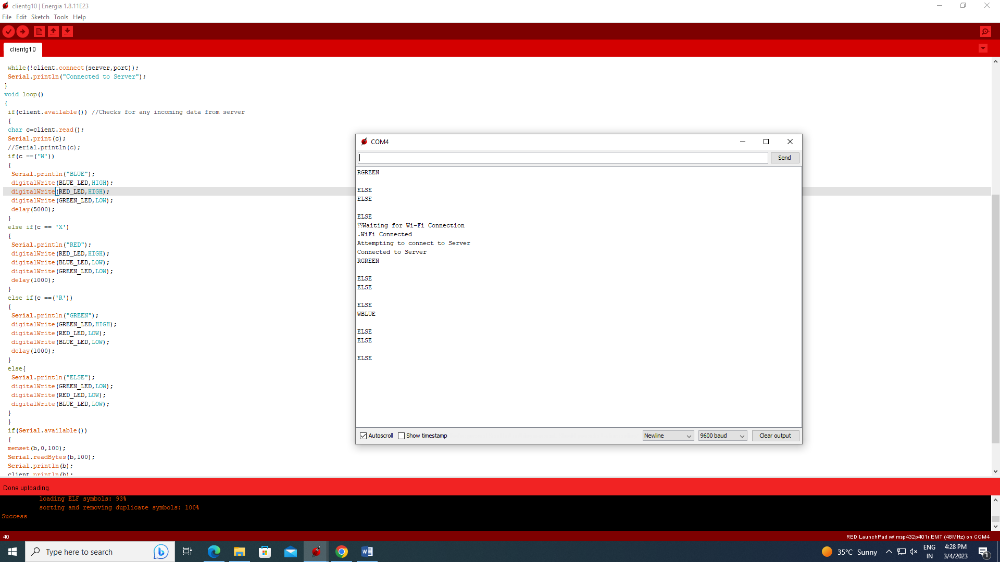 clientg10 | Energia 1.8.11E23
File Edit Sketch Tools Help
clientg10
while(!client.connect(server,port));
Serial.println("Connected to Server");
}
void loop()
{
if(client.available()) //Checks for any incoming data from server
{
char c=client.read();
Serial.print(c);
//Serial.println(c);
if(c ==('W'))
{
Serial.println("BLUE");
digitalWrite(BLUE_LED,HIGH);
digitalWrite(RED_LED,HIGH);
digitalWrite(GREEN_LED,LOW);
delay(5000);
}
else if(c == 'X')
{
Serial.println("RED");
digitalWrite(RED_LED,HIGH);
digitalWrite(BLUE_LED,LOW);
digitalWrite(GREEN_LED,LOW);
delay(1000);
}
else if(c ==('R'))
{
Serial.println("GREEN");
digitalWrite(GREEN_LED,HIGH);
digitalWrite(RED_LED,LOW);
digitalWrite(BLUE_LED,LOW);
delay(1000);
}
else{
Serial.println("ELSE");
digitalWrite(GREEN_LED,LOW);
digitalWrite(RED_LED,LOW);
digitalWrite(BLUE_LED,LOW);
}
}
if(Serial.available())
{
memset(b,0,100);
Serial.readBytes(b,100);
Serial.println(b);
client.println(b);
COM4
Send
RGREEN
ELSE
ELSE
ELSE
⸮⸮Waiting for Wi-Fi Connection
.WiFi Connected
Attempting to connect to Server
Connected to Server
RGREEN
ELSE
ELSE
ELSE
WBLUE
ELSE
ELSE
ELSE
Autoscroll Show timestamp Newline 9600 baud Clear output
Done uploading.
loading ELF symbols: 93%
sorting and removing duplicate symbols: 100%
Success
40 RED LaunchPad w/ msp432p401r EMT (48MHz) on COM4
Type here to search
35°C Sunny
ENG
IN
4:28 PM
3/4/2023
1